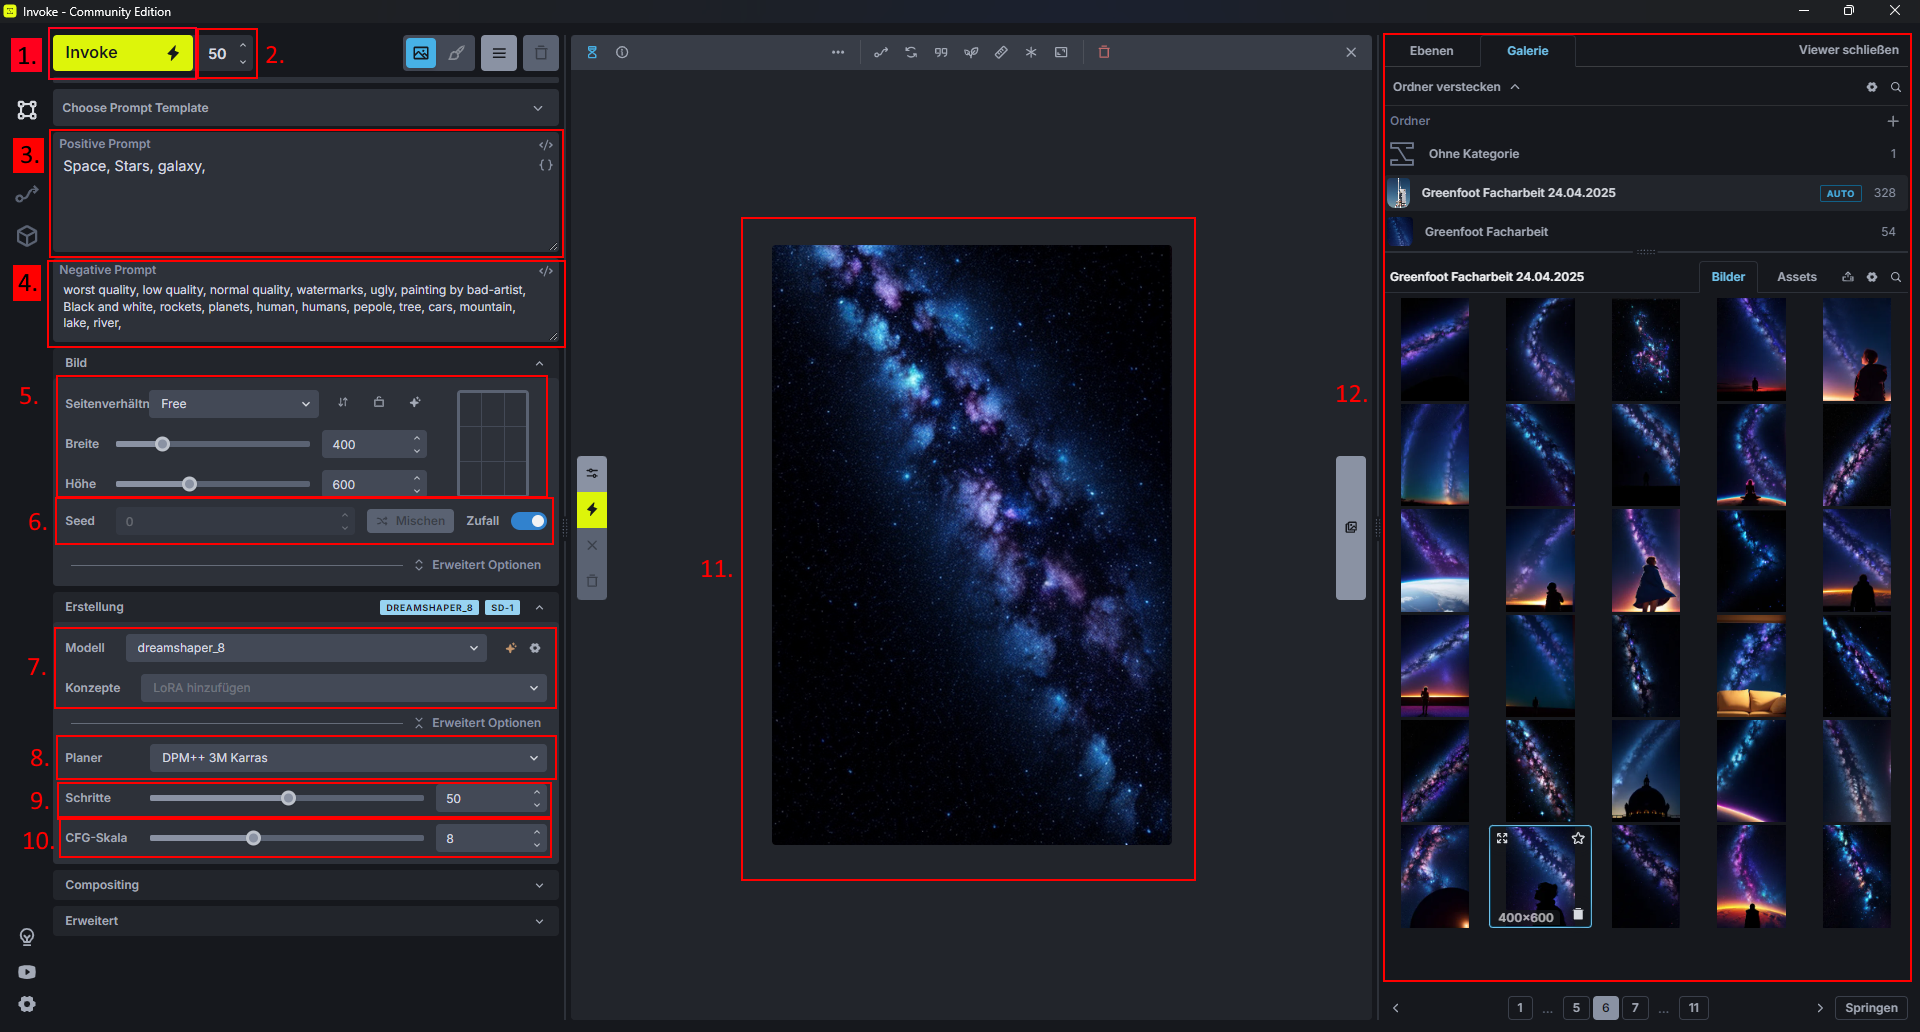 Invoke - Community Edition
1.
Invoke
50
2.
Choose Prompt Template
3.
Positive Prompt
</>
Space, Stars, galaxy,
{}
4.
Negative Prompt
</>
worst quality, low quality, normal quality, watermarks, ugly, painting by bad-artist,
Black and white, rockets, planets, human, humans, pepole, tree, cars, mountain,
lake, river,
Bild
5.
Seitenverhältn
Free
Breite
400
Höhe
600
6.
Seed
0
Mischen
Zufall
Erweitert Optionen
Erstellung
DREAMSHAPER_8
SD-1
7.
Modell
dreamshaper_8
Konzepte
LoRA hinzufügen
Erweitert Optionen
8.
Planer
DPM++ 3M Karras
9.
Schritte
50
10.
CFG-Skala
8
Compositing
Erweitert
11.
12.
Ebenen
Galerie
Viewer schließen
Ordner verstecken
Ordner
Ohne Kategorie
1
Greenfoot Facharbeit 24.04.2025
AUTO
328
Greenfoot Facharbeit
54
Greenfoot Facharbeit 24.04.2025
Bilder
Assets
400×600
1 ... 5 6 7 ... 11
Springen